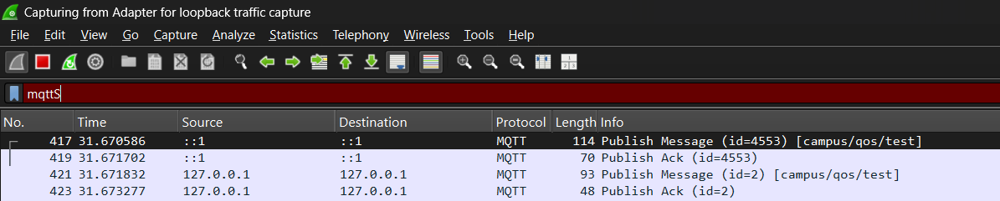 Capturing from Adapter for loopback traffic capture
File Edit View Go Capture Analyze Statistics Telephony Wireless Tools Help
mqttS
No. Time Source Destination Protocol Length Info
417 31.670586 ::1 ::1 MQTT 114 Publish Message (id=4553) [campus/qos/test]
419 31.671702 ::1 ::1 MQTT 70 Publish Ack (id=4553)
421 31.671832 127.0.0.1 127.0.0.1 MQTT 93 Publish Message (id=2) [campus/qos/test]
423 31.673277 127.0.0.1 127.0.0.1 MQTT 48 Publish Ack (id=2)